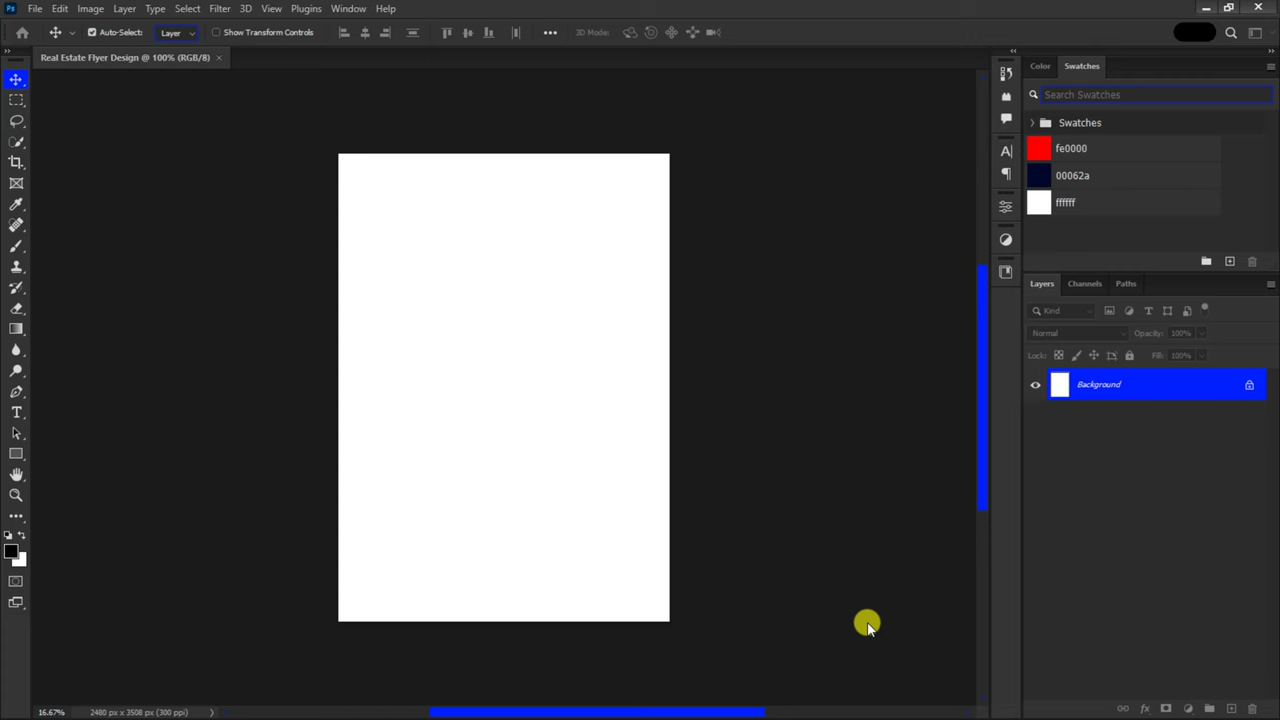 Ps File Edit Image Layer Type Select Filter 3D View Plugins Window Help
Auto-Select: Layer Show Transform Controls 3D Mode:
Real Estate Flyer Design @ 100% (RGB/8)
Color Swatches
Search Swatches
Swatches
fe0000
00062a
ffffff
Layers Channels Paths
Kind
Normal Opacity: 100%
Lock: Fill: 100%
Background
16.67% 2480 px x 3508 px (300 ppi)